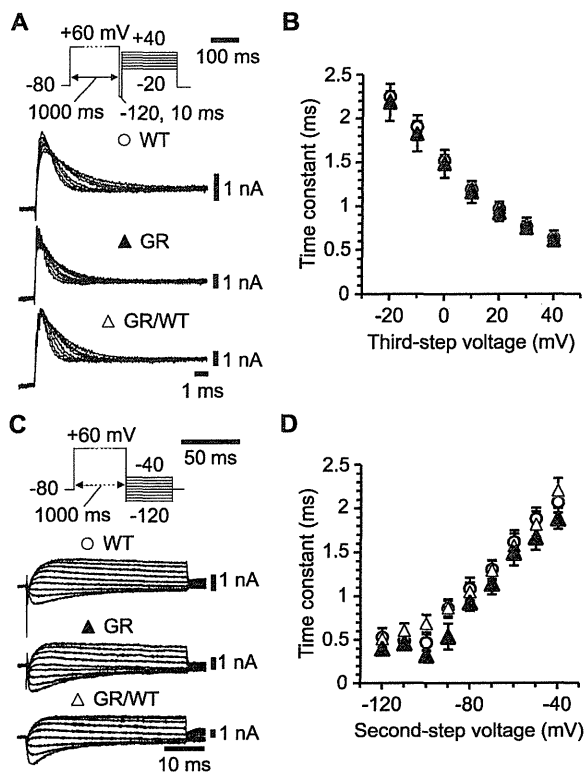 A
+60 mV
+40
100 ms
-80
-20
1000 ms
-120, 10 ms
WT
1 nA
GR
1 nA
GR/WT
1 nA
1 ms
B
Time constant (ms)
2.5
2
1.5
1
0.5
0
-20
0
20
40
Third-step voltage (mV)
C
+60 mV
50 ms
-40
-80
1000 ms
-120
WT
1 nA
GR
1 nA
GR/WT
1 nA
10 ms
D
Time constant (ms)
2.5
2
1.5
1
0.5
0
-120
-80
-40
Second-step voltage (mV)